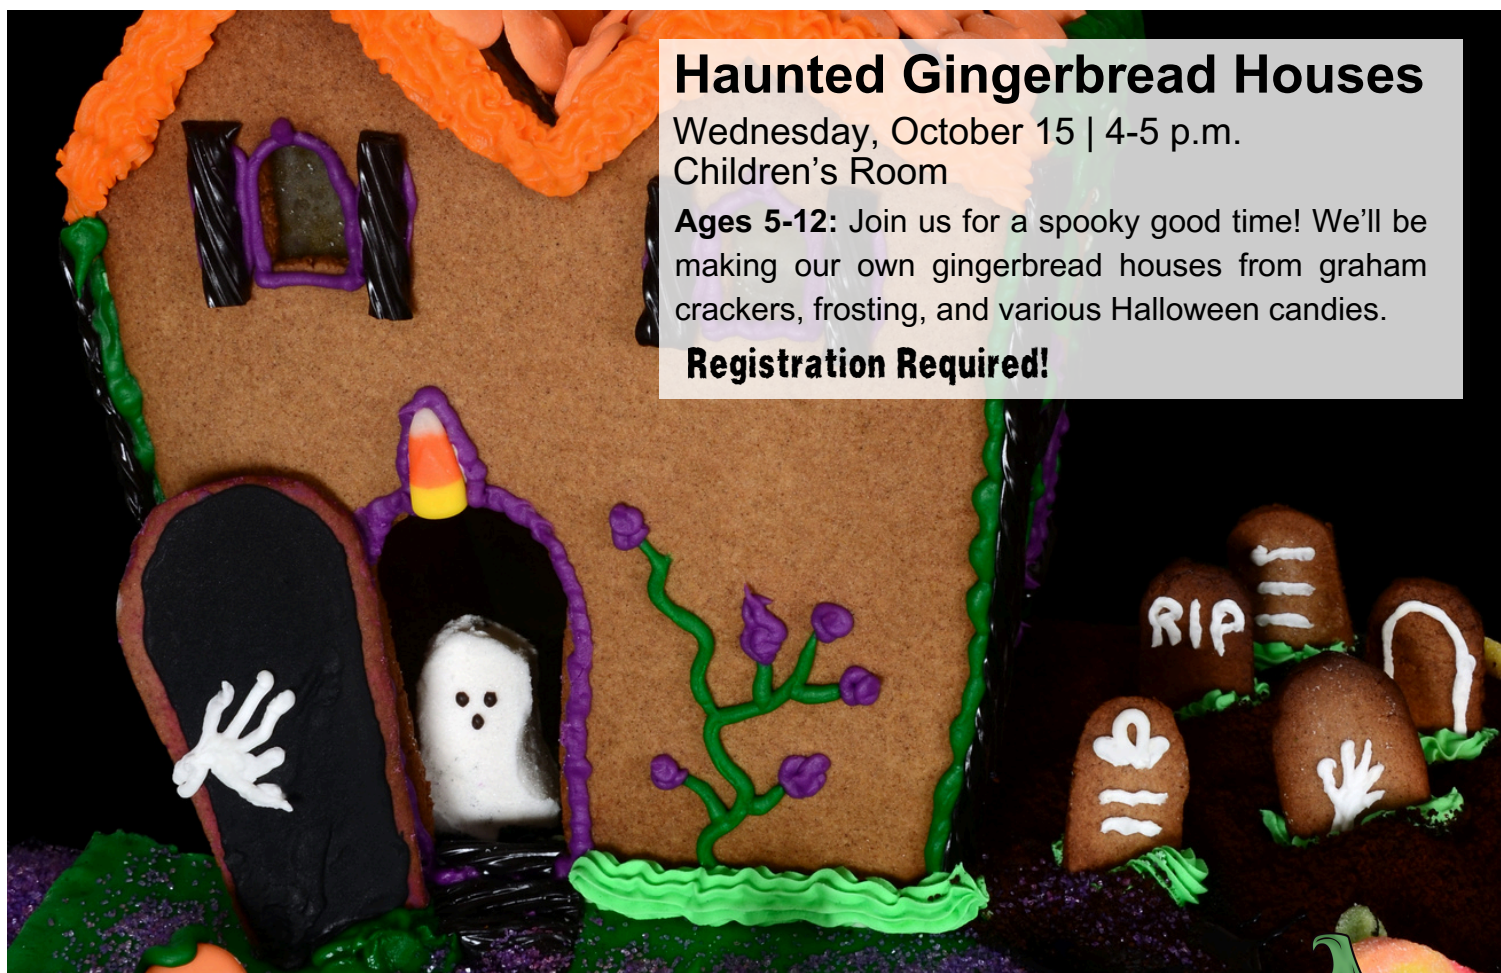 Haunted Gingerbread Houses
Wednesday, October 15 | 4-5 p.m.
Children’s Room
Ages 5-12: Join us for a spooky good time! We’ll be
making our own gingerbread houses from graham
crackers, frosting, and various Halloween candies.
Registration Required!
RIP